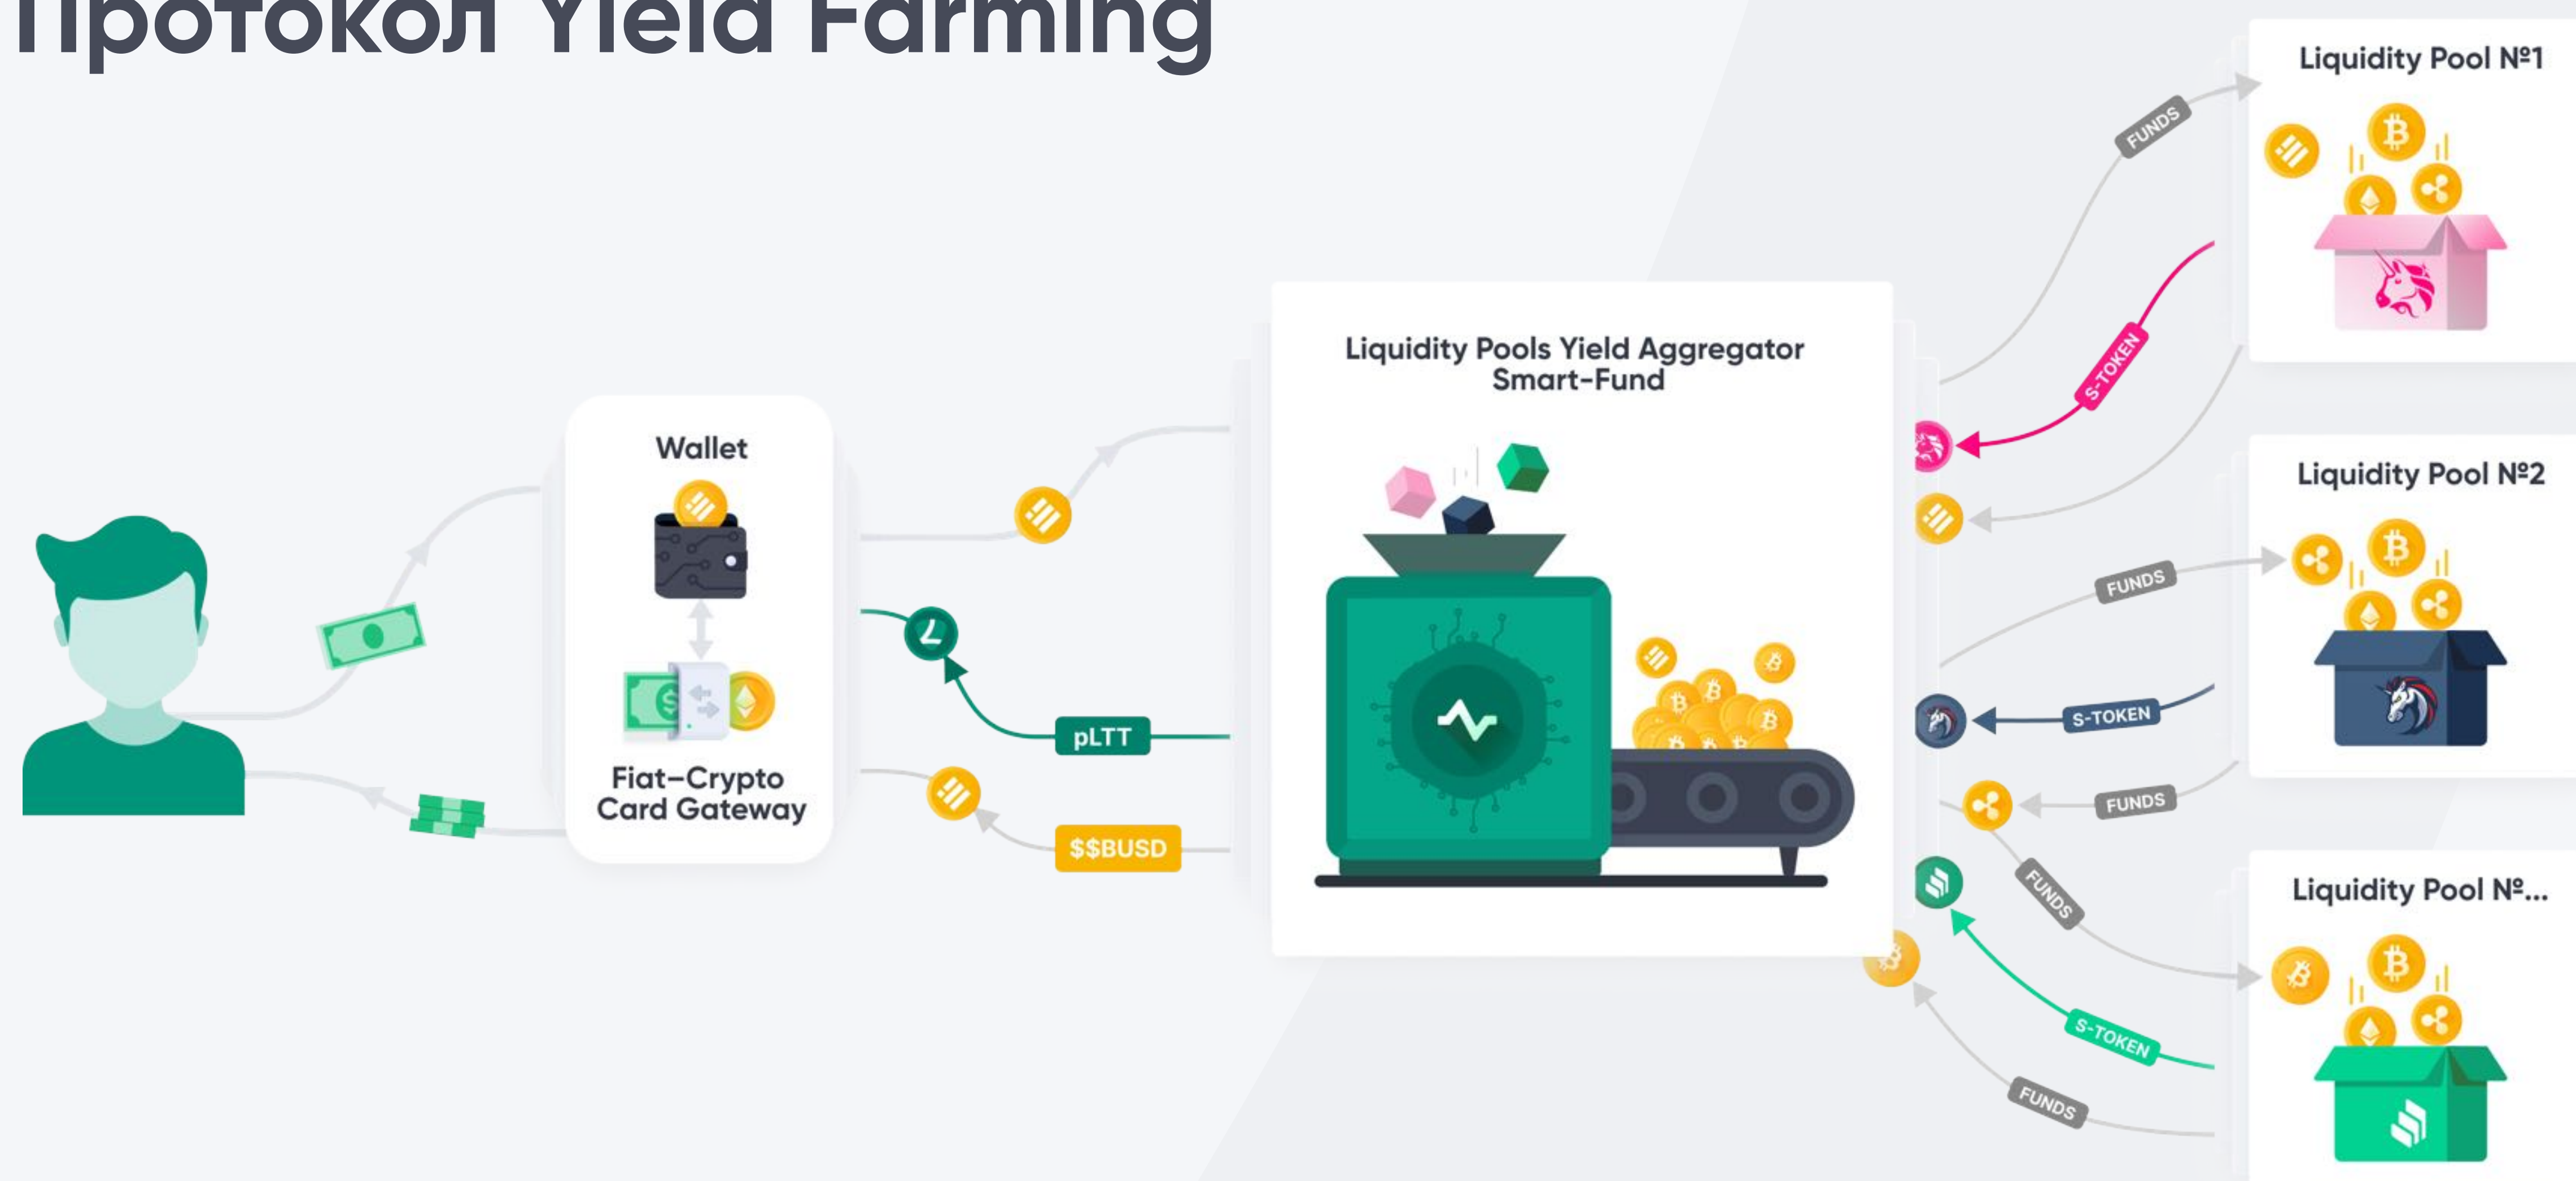 Протокол Yield Farming
Wallet
Fiat–Crypto
Card Gateway
pLTT
$$BUSD
Liquidity Pools Yield Aggregator
Smart-Fund
FUNDS
S-TOKEN
FUNDS
S-TOKEN
FUNDS
FUNDS
S-TOKEN
FUNDS
Liquidity Pool №1
Liquidity Pool №2
Liquidity Pool №...